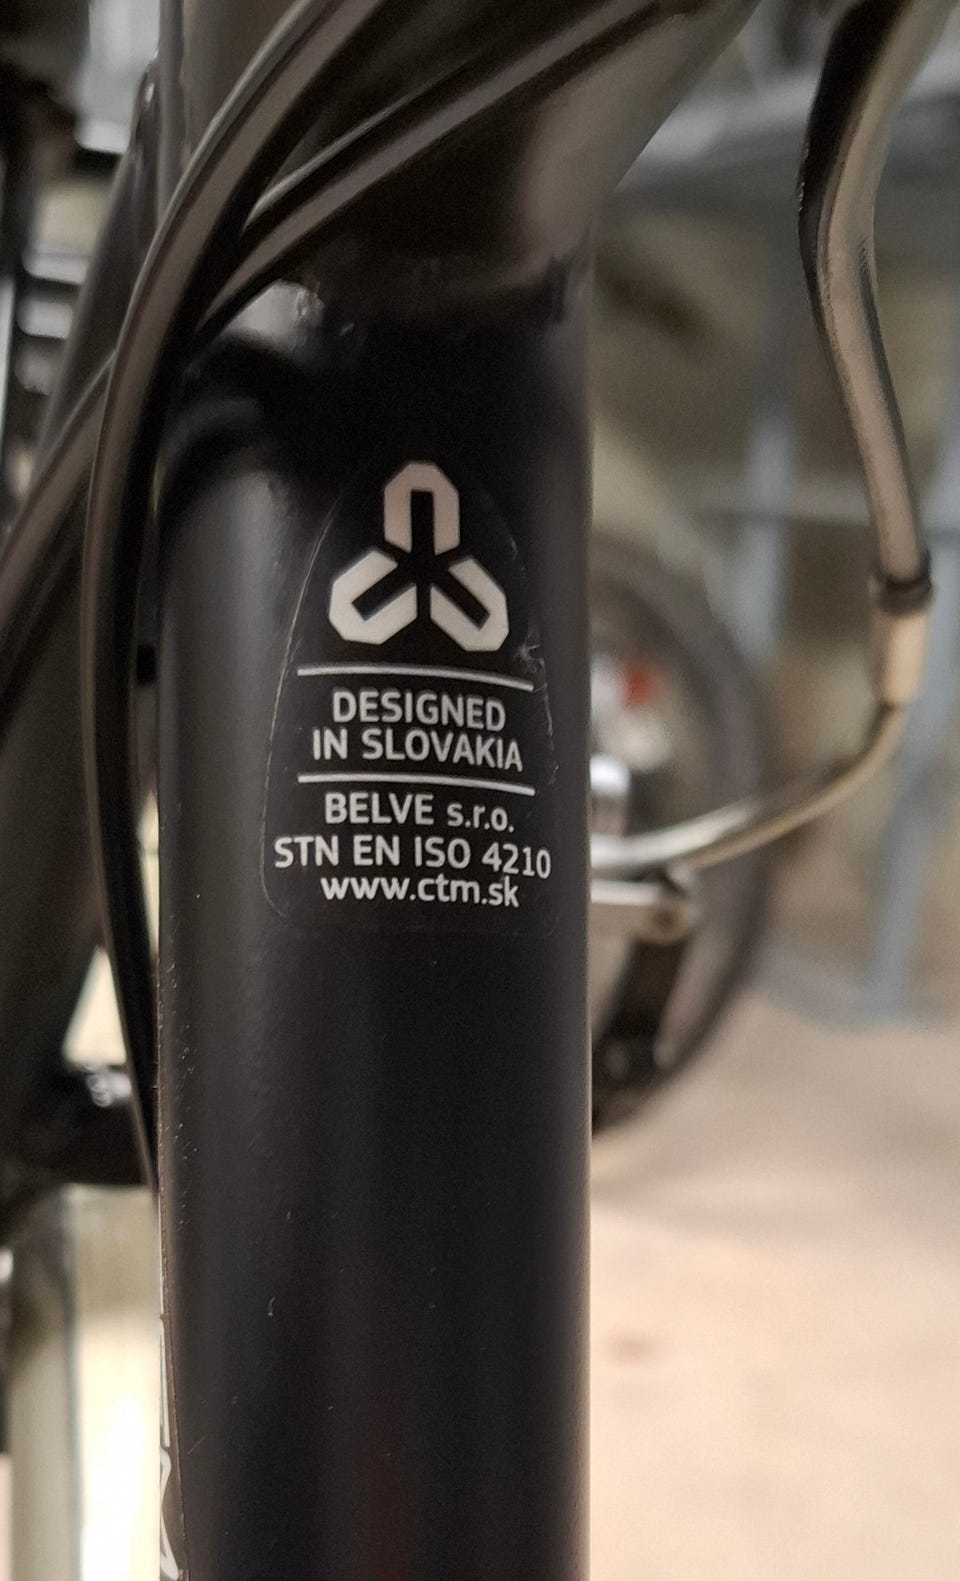 DESIGNED
IN SLOVAKIA
BELVE s.r.o.
STN EN ISO 4210
www.ctm.sk